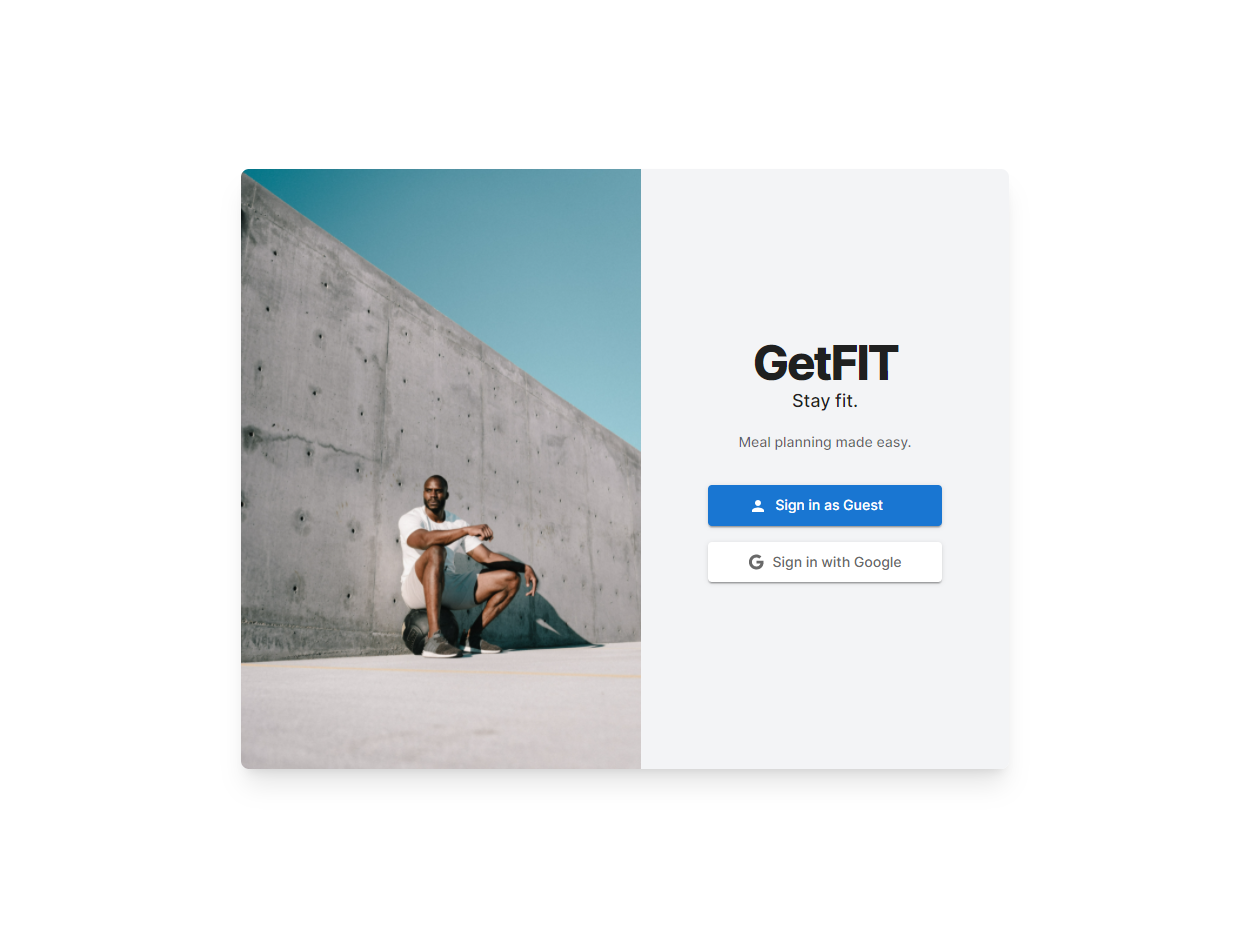 GetFIT
Stay fit.
Meal planning made easy.
Sign in as Guest
Sign in with Google